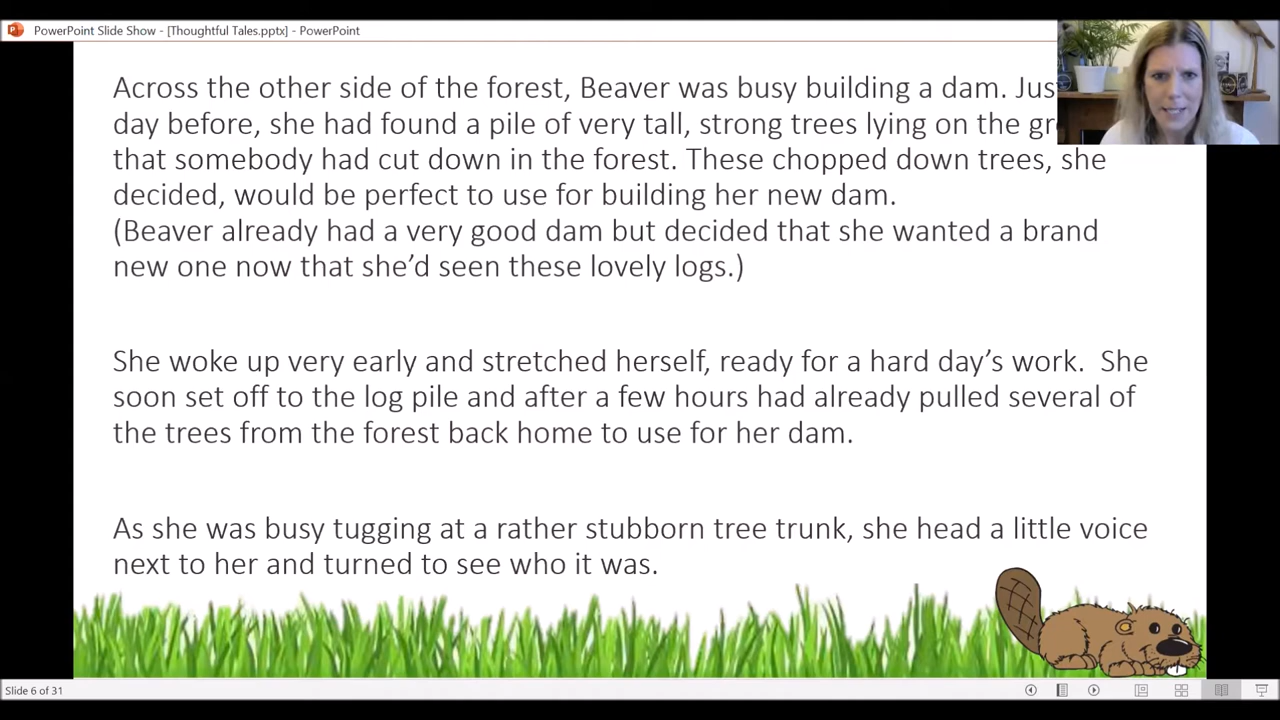 PowerPoint Slide Show - [Thoughtful Tales.pptx] - PowerPoint
Across the other side of the forest, Beaver was busy building a dam.
day before, she had found a pile of very tall, strong trees lying on the
that somebody had cut down in the forest. These chopped down trees, she
decided, would be perfect to use for building her new dam.
(Beaver already had a very good dam but decided that she wanted a brand
new one now that she’d seen these lovely logs.)
She woke up very early and stretched herself, ready for a hard day’s work.  She
soon set off to the log pile and after a few hours had already pulled several of
the trees from the forest back home to use for her dam.
As she was busy tugging at a rather stubborn tree trunk, she head a little voice
next to her and turned to see who it was.
Slide 6 of 31